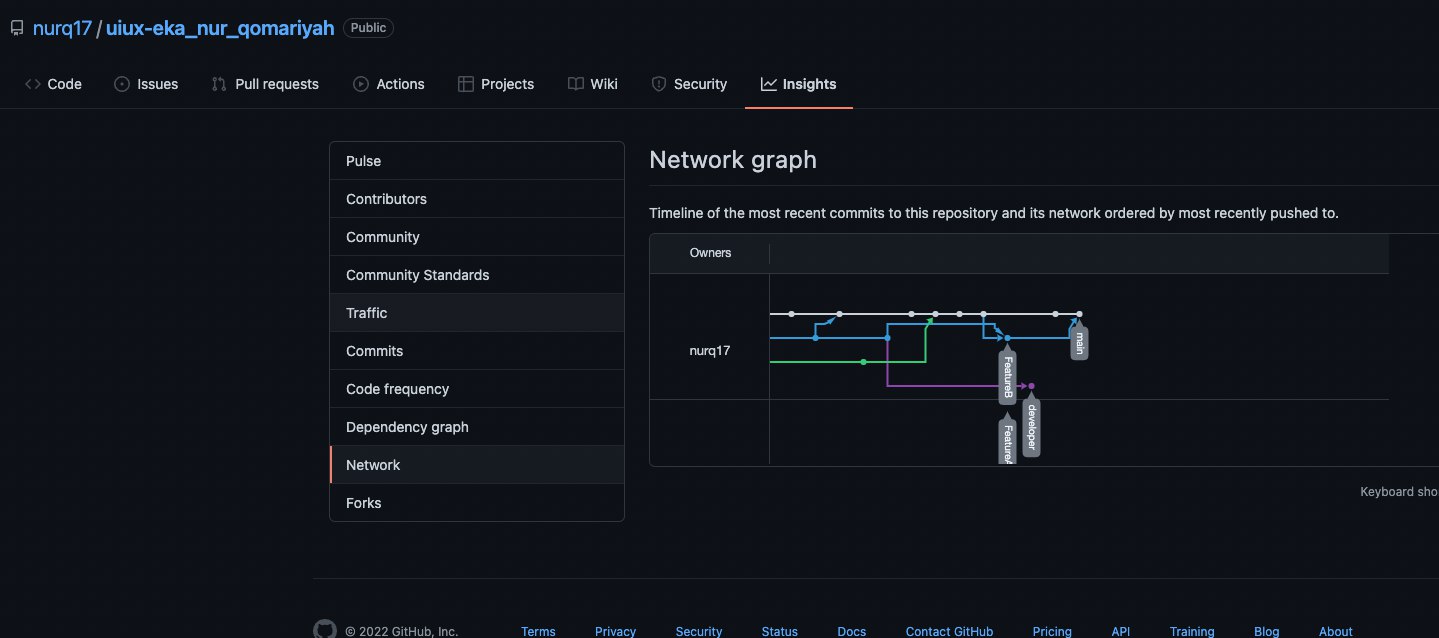 nurq17 / uiux-eka_nur_qomariyah Public
Code Issues Pull requests Actions Projects Wiki Security Insights
Pulse
Contributors
Community
Community Standards
Traffic
Commits
Code frequency
Dependency graph
Network
Forks
Network graph
Timeline of the most recent commits to this repository and its network ordered by most recently pushed to.
Owners
nurq17
main
FeatureB
developer
FeatureA
Keyboard sho
© 2022 GitHub, Inc. Terms Privacy Security Status Docs Contact GitHub Pricing API Training Blog About